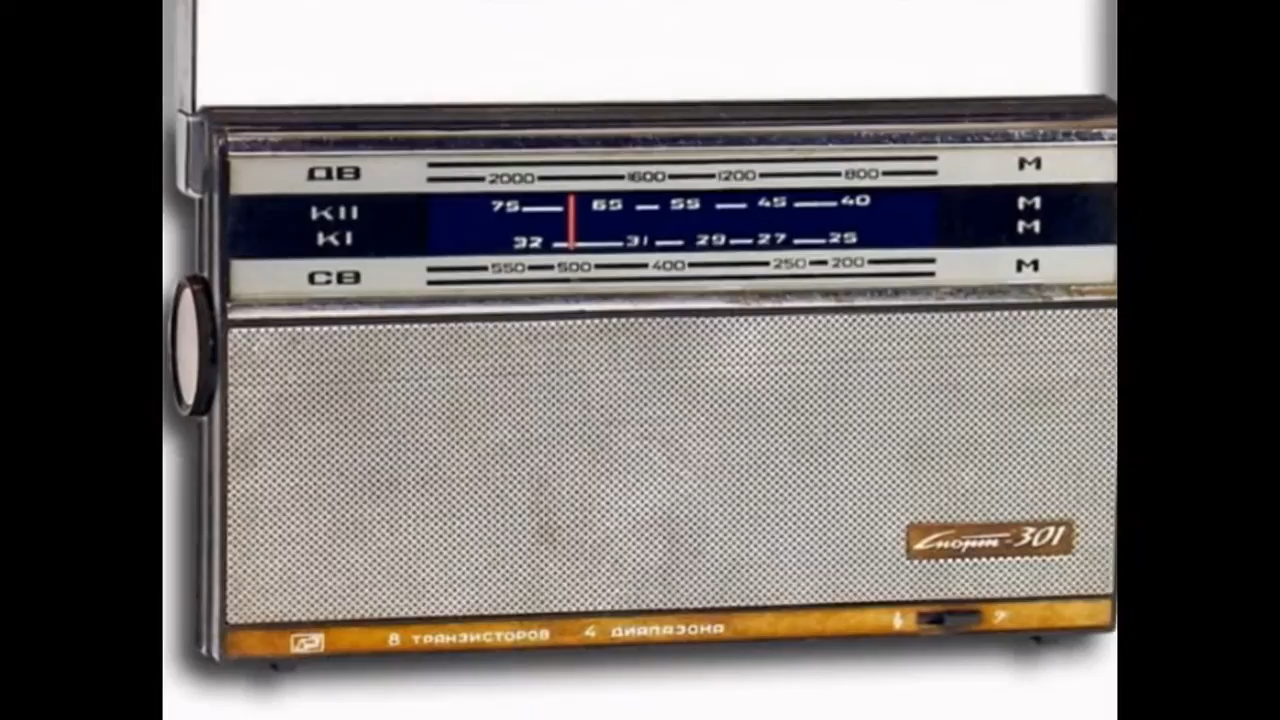 ДВ 2000 1600 1200 800 М
КII 75 65 55 45 40 М
КI 32 31 29 27 25 М
СВ 550 500 400 250 200 М
Спорт-301
8 ТРАНЗИСТОРОВ 4 ДИАПАЗОНА